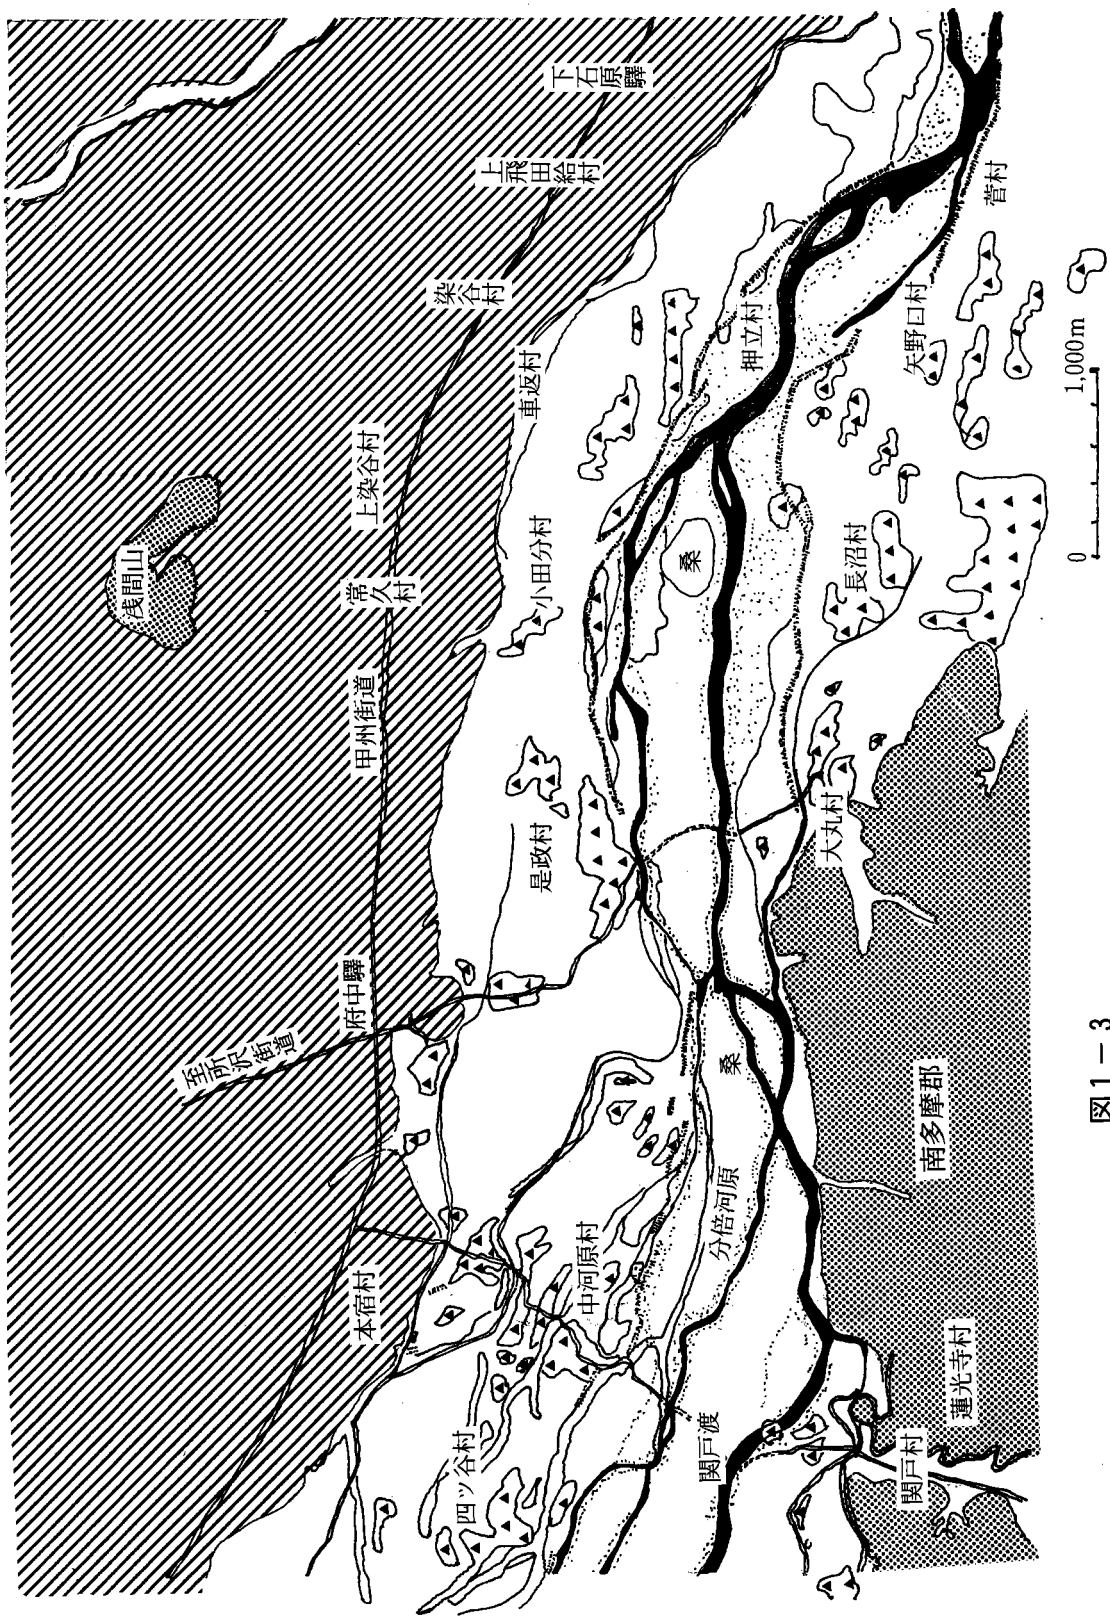 下石原驛
上飛田給村
染谷村
車返村
上染谷村
常久村
浅間山
甲州街道
小田分村
是政村
府中驛
至所沢街道
本宿村
中河原村
四ッ谷村
分倍河原
桑
桑
押立村
菅村
矢野口村
長沼村
大丸村
南多摩郡
関戸渡
関戸村
蓮光寺村
0 1,000m
図1-3